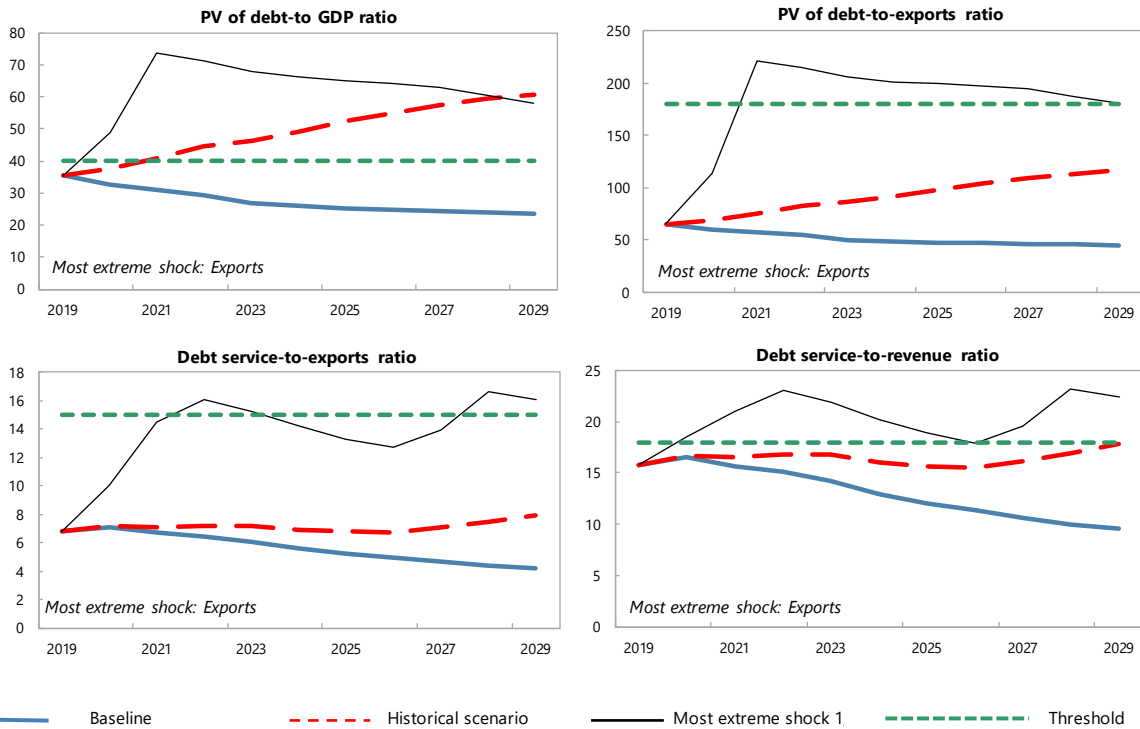 PV of debt-to GDP ratio
80
70
60
50
40
30
20
10
0
Most extreme shock: Exports
2019 2021 2023 2025 2027 2029
PV of debt-to-exports ratio
250
200
150
100
50
0
Most extreme shock: Exports
2019 2021 2023 2025 2027 2029
Debt service-to-exports ratio
18
16
14
12
10
8
6
4
2
0
Most extreme shock: Exports
2019 2021 2023 2025 2027 2029
Debt service-to-revenue ratio
25
20
15
10
5
0
Most extreme shock: Exports
2019 2021 2023 2025 2027 2029
Baseline Historical scenario Most extreme shock 1 Threshold